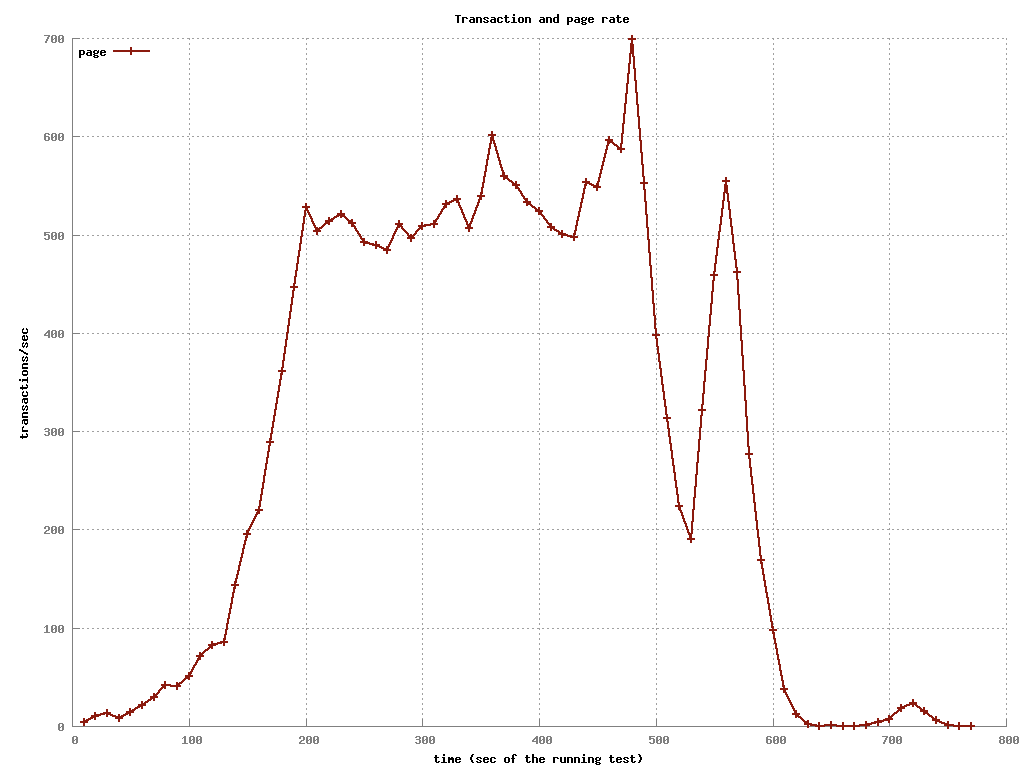 Transaction and page rate
page
700
600
500
400
300
200
100
0
transactions/sec
0 100 200 300 400 500 600 700 800
time (sec of the running test)